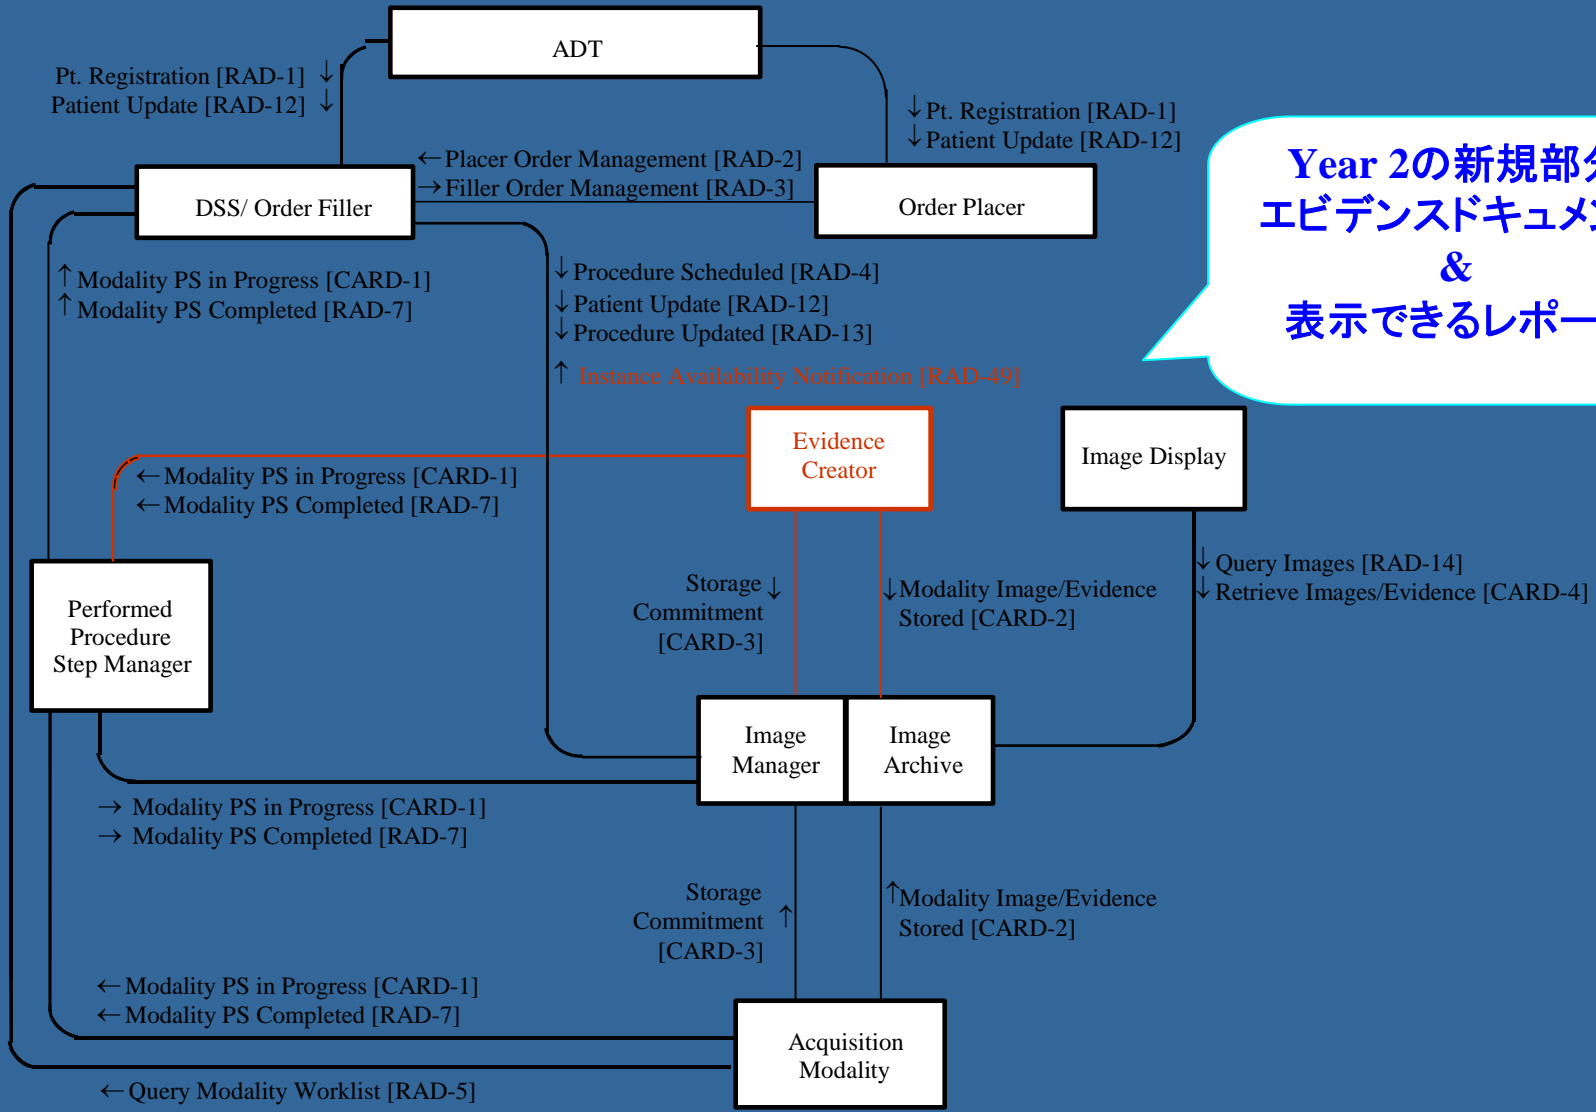 ADT
Pt. Registration [RAD-1] ↓
Patient Update [RAD-12] ↓
↓ Pt. Registration [RAD-1]
↓ Patient Update [RAD-12]
← Placer Order Management [RAD-2]
→ Filler Order Management [RAD-3]
DSS/ Order Filler
Order Placer
Year 2の新規部
エビデンスドキュメ
&
表示できるレポー
↑ Modality PS in Progress [CARD-1]
↑ Modality PS Completed [RAD-7]
↓ Procedure Scheduled [RAD-4]
↓ Patient Update [RAD-12]
↓ Procedure Updated [RAD-13]
↑ Instance Availability Notification [RAD-49]
Evidence
Creator
Image Display
← Modality PS in Progress [CARD-1]
← Modality PS Completed [RAD-7]
↓ Query Images [RAD-14]
↓ Retrieve Images/Evidence [CARD-4]
Storage ↓
Commitment
[CARD-3]
↓ Modality Image/Evidence
Stored [CARD-2]
Performed
Procedure
Step Manager
Image
Manager
Image
Archive
→ Modality PS in Progress [CARD-1]
→ Modality PS Completed [RAD-7]
Storage
Commitment ↑
[CARD-3]
↑ Modality Image/Evidence
Stored [CARD-2]
← Modality PS in Progress [CARD-1]
← Modality PS Completed [RAD-7]
Acquisition
Modality
← Query Modality Worklist [RAD-5]